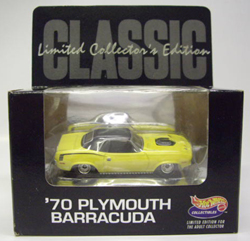 CLASSIC
Limited Collector's Edition
'70 PLYMOUTH
BARRACUDA
Hot Wheels
COLLECTIBLES
LIMITED EDITION FOR
THE ADULT COLLECTOR